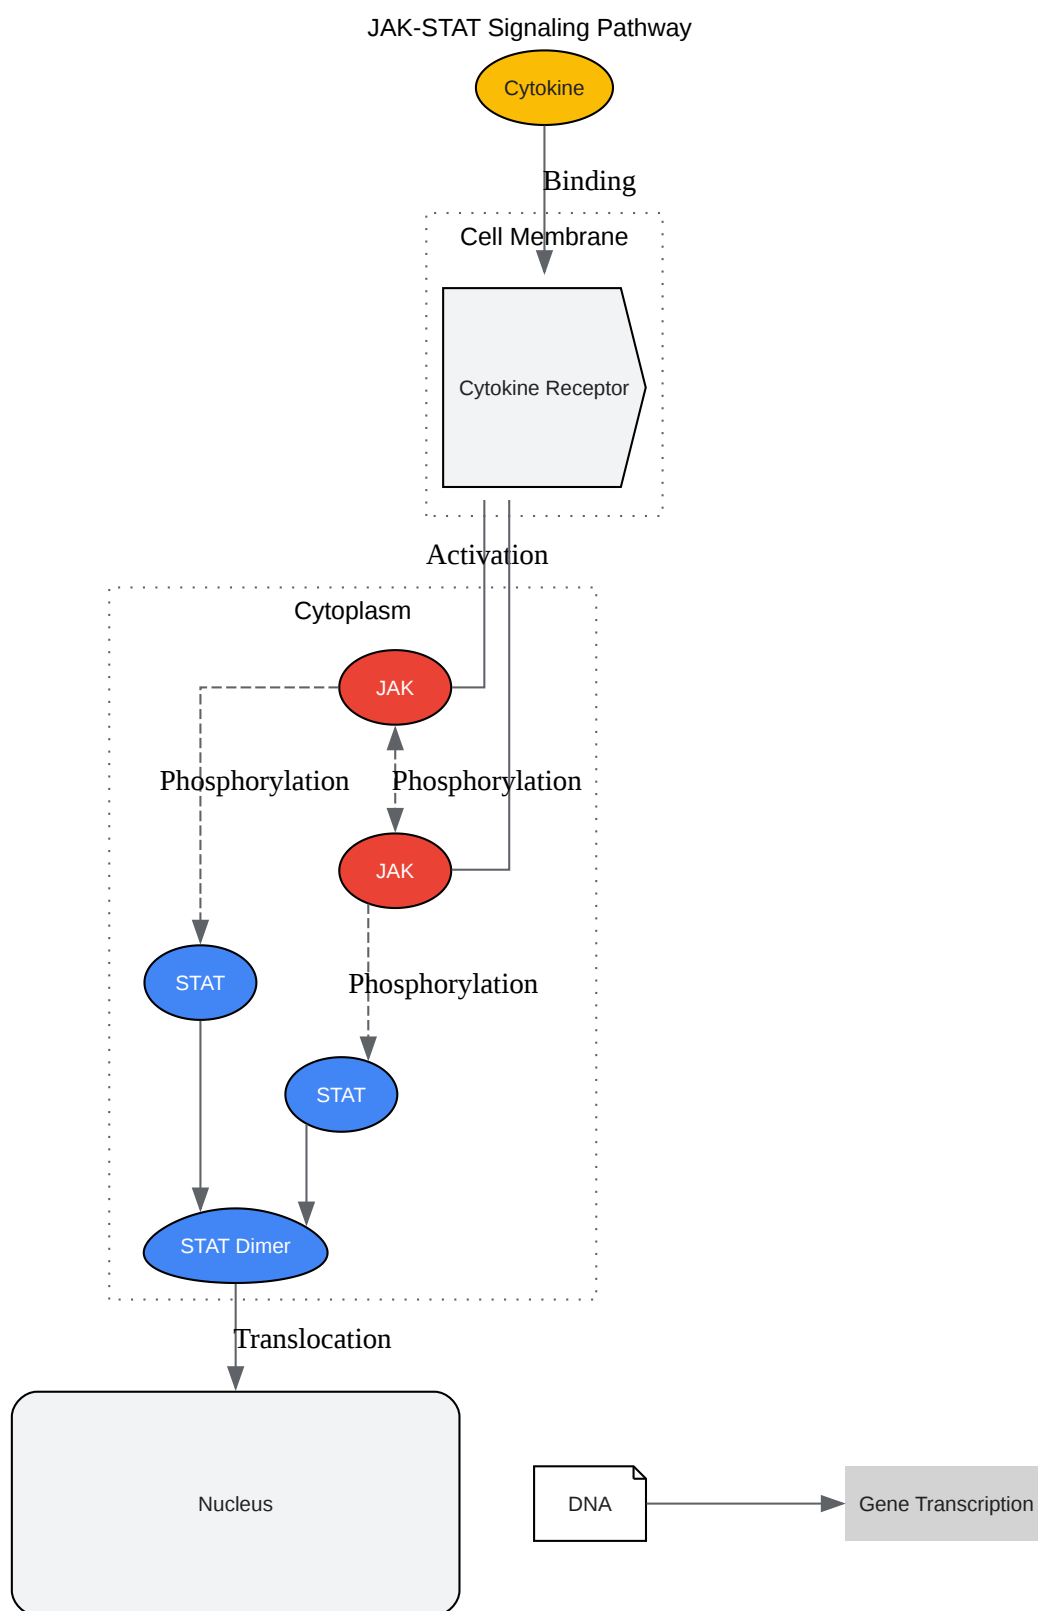 JAK-STAT Signaling Pathway
Cytokine
Binding
Cell Membrane
Cytokine Receptor
Activation
Cytoplasm
JAK
Phosphorylation
Phosphorylation
JAK
STAT
Phosphorylation
STAT
STAT Dimer
Translocation
Nucleus
DNA
Gene Transcription